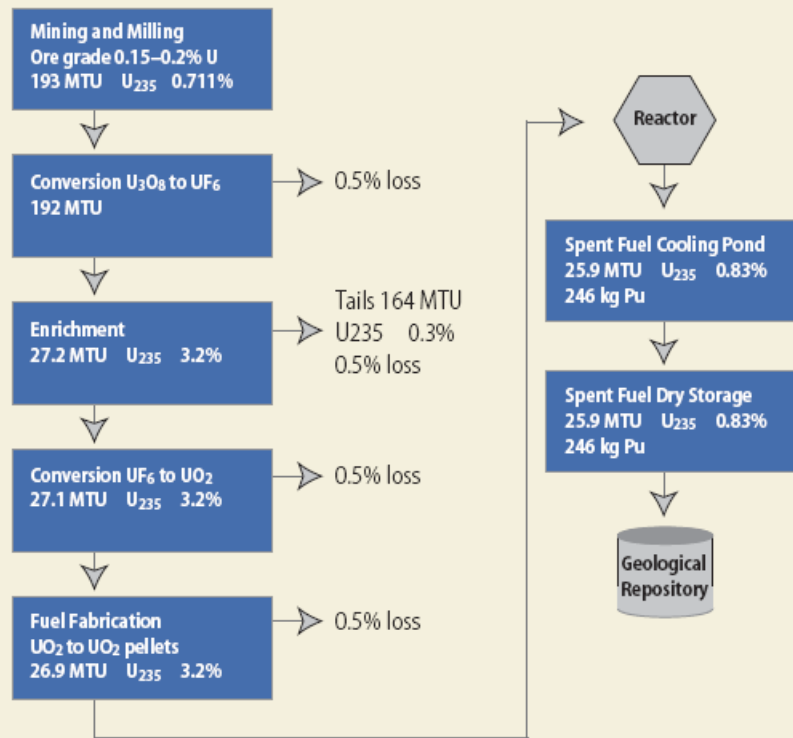 Mining and Milling
Ore grade 0.15–0.2% U
193 MTU U₂₃₅ 0.711%
Conversion U₃O₈ to UF₆
192 MTU
0.5% loss
Enrichment
27.2 MTU U₂₃₅ 3.2%
Tails 164 MTU
U235 0.3%
0.5% loss
Conversion UF₆ to UO₂
27.1 MTU U₂₃₅ 3.2%
0.5% loss
Fuel Fabrication
UO₂ to UO₂ pellets
26.9 MTU U₂₃₅ 3.2%
0.5% loss
Reactor
Spent Fuel Cooling Pond
25.9 MTU U₂₃₅ 0.83%
246 kg Pu
Spent Fuel Dry Storage
25.9 MTU U₂₃₅ 0.83%
246 kg Pu
Geological
Repository